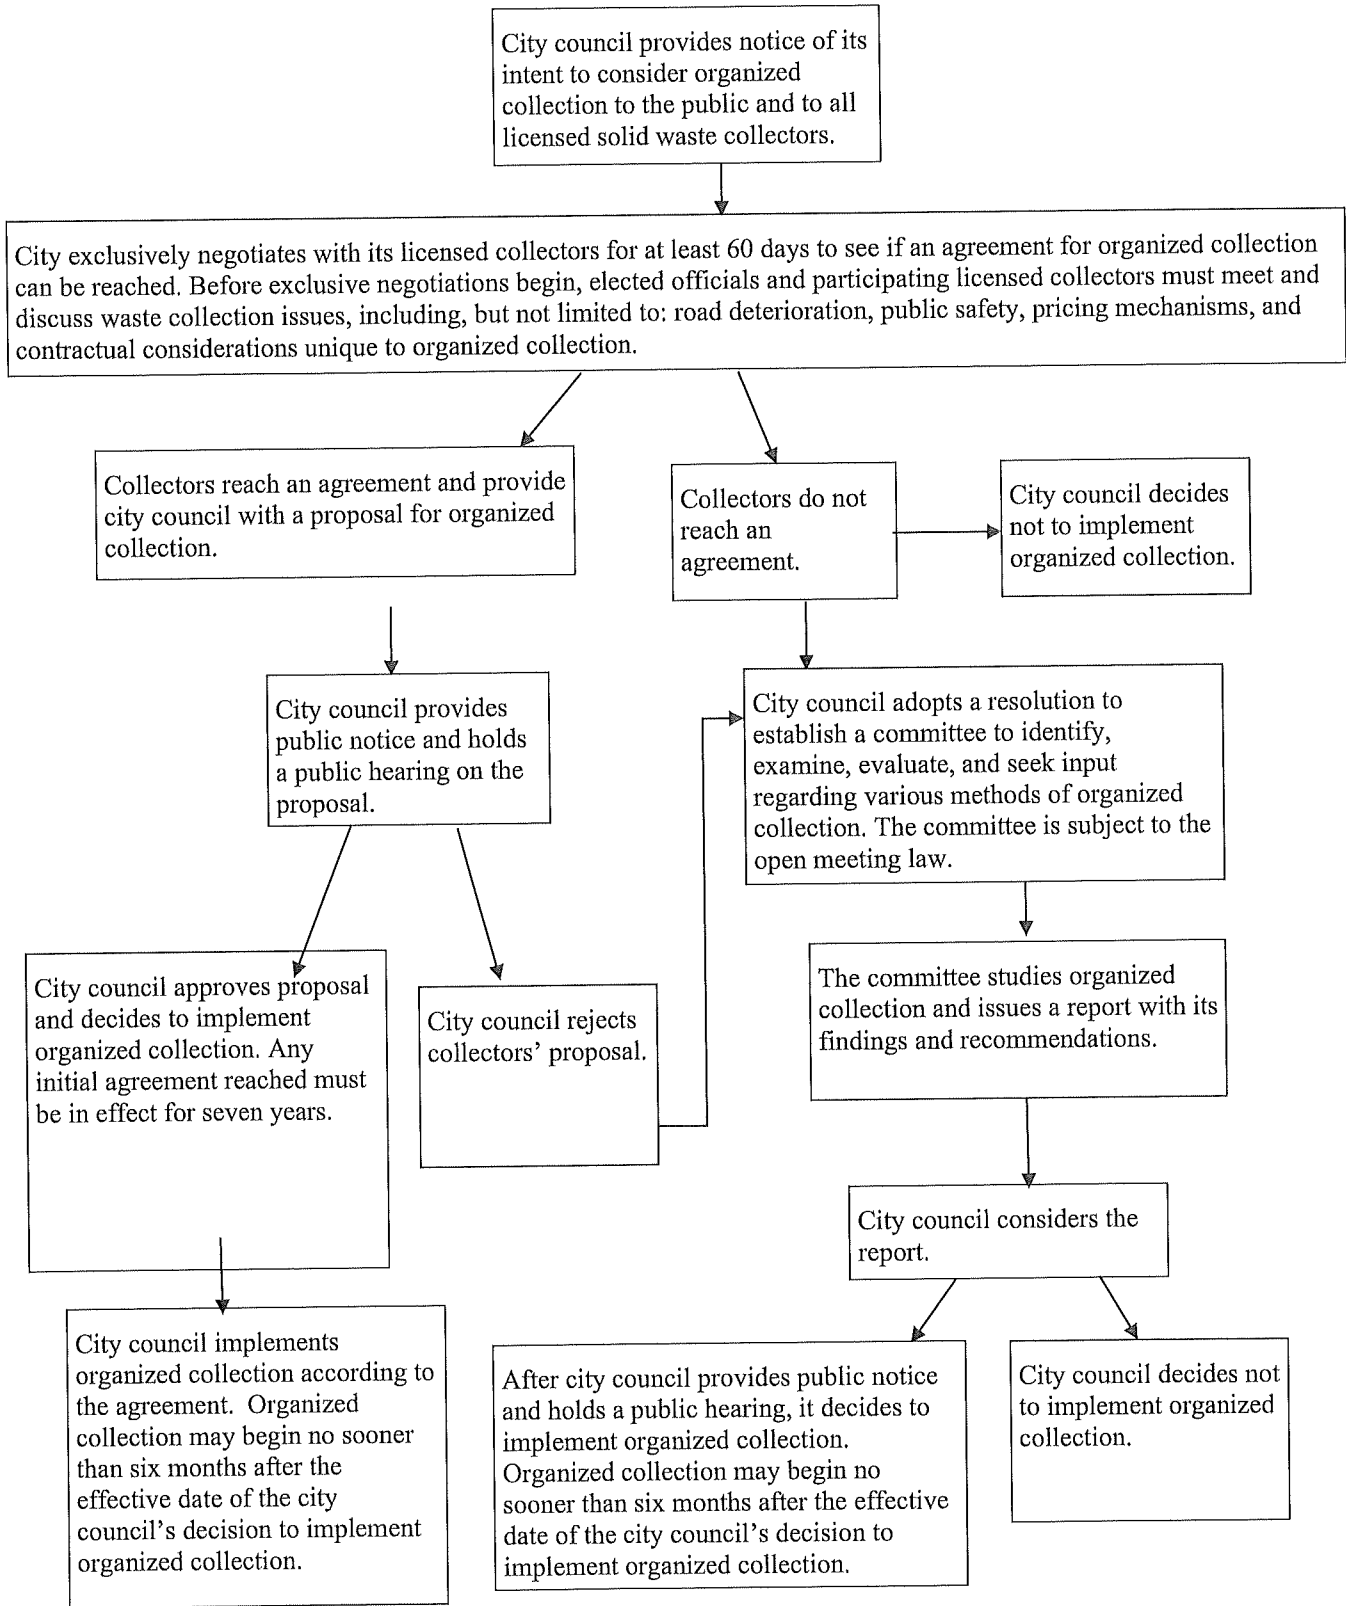 City council provides notice of its
intent to consider organized
collection to the public and to all
licensed solid waste collectors.
City exclusively negotiates with its licensed collectors for at least 60 days to see if an agreement for organized collection
can be reached. Before exclusive negotiations begin, elected officials and participating licensed collectors must meet and
discuss waste collection issues, including, but not limited to: road deterioration, public safety, pricing mechanisms, and
contractual considerations unique to organized collection.
Collectors reach an agreement and provide
city council with a proposal for organized
collection.
Collectors do not
reach an
agreement.
City council decides
not to implement
organized collection.
City council provides
public notice and holds
a public hearing on the
proposal.
City council adopts a resolution to
establish a committee to identify,
examine, evaluate, and seek input
regarding various methods of organized
collection. The committee is subject to the
open meeting law.
City council approves proposal
and decides to implement
organized collection. Any
initial agreement reached must
be in effect for seven years.
City council rejects
collectors' proposal.
The committee studies organized
collection and issues a report with its
findings and recommendations.
City council considers the
report.
City council implements
organized collection according to
the agreement.  Organized
collection may begin no sooner
than six months after the
effective date of the city
council's decision to implement
organized collection.
After city council provides public notice
and holds a public hearing, it decides to
implement organized collection.
Organized collection may begin no
sooner than six months after the effective
date of the city council's decision to
implement organized collection.
City council decides not
to implement organized
collection.